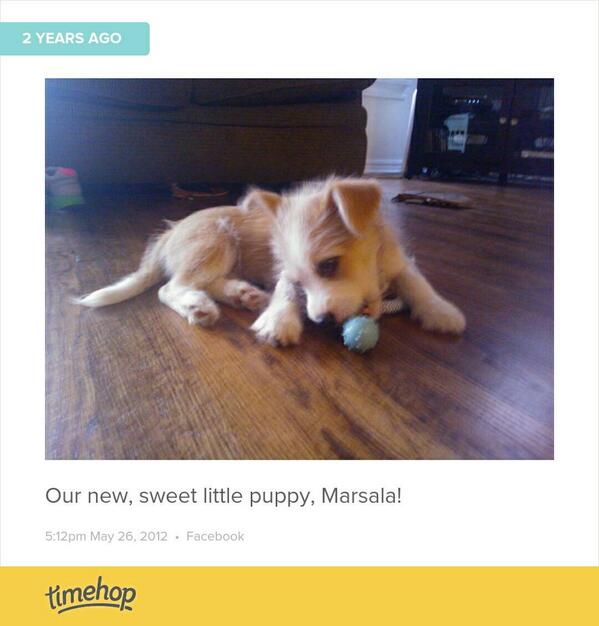 2 YEARS AGO
Our new, sweet little puppy, Marsala!
5:12pm May 26, 2012 • Facebook
timehop